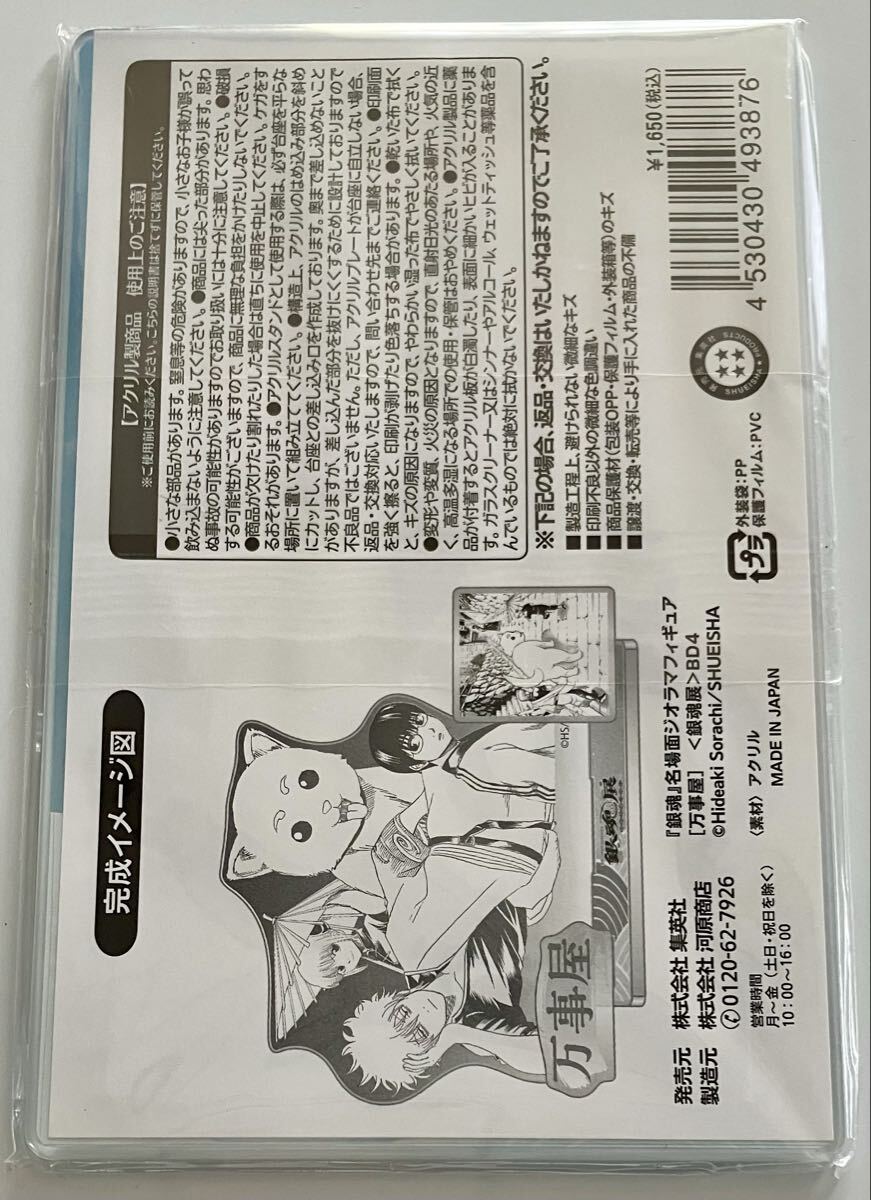 【アクリル製商品　使用上のご注意】
※ご使用前にお読みください。こちらの説明書は捨てずに保管してください。
●小さな部品があります。窒息等の危険がありますので、小さなお子様が誤って
飲み込まないように注意してください。●商品には尖った部分があります。思わ
ぬ事故の可能性がありますのでお取り扱いには十分に注意してください。●破損
する可能性がございますので、商品に無理な負担をかけたりしないでください。
●商品が欠けたり割れたりした場合は直ちに使用を中止してください。ケガをす
るおそれがあります。●アクリルスタンドとして使用する際は、必ず台座を平らな
場所に置いて組み立ててください。●構造上、アクリルのはめ込み部分を斜め
にカットし、台座との差し込み口を作成しております。奥まで差し込めないこと
がありますが、差し込んだ部分を抜けにくくするために設計しておりますので
不良品ではございません。ただし、アクリルプレートが台座に自立しない場合、
返品・交換対応いたしますので、問い合わせ先までご連絡ください。●印刷面
を強く擦ると、印刷が剥げたり色落ちする場合があります。●乾いた布で拭く
と、キズの原因になりますので、やわらかい湿った布でやさしく拭いてください。
●変形や変質、火災の原因となりますので、直射日光のあたる場所や、火気の近
く、高温多湿になる場所での使用・保管はおやめください。●アクリル製品に薬
品が付着するとアクリル板が白濁したり、表面に細かいヒビが入ることがありま
す。ガラスクリーナー又はシンナーやアルコール、ウェットティッシュ等薬品を含
んでいるものでは絶対に拭かないでください。
※下記の場合、返品・交換はいたしかねますのでご了承ください。
■製造工程上、避けられない微細なキズ
■印刷不良以外の微細な色調違い
■商品保護材(包装OPP・保護フィルム・外装箱等)のキズ
■譲渡・交換・転売等により手に入れた商品の不備
¥1,650(税込)
4 530430 493876
SHUEISHA PRODUCTS
プラ
外装袋:PP
保護フィルム:PVC
完成イメージ図
万事屋
銀魂展
©HS/
『銀魂』名場面ジオラマフィギュア
[万事屋]　＜銀魂展＞BD4
©Hideaki Sorachi/SHUEISHA
〈素材〉アクリル
MADE IN JAPAN
発売元　株式会社 集英社
製造元　株式会社 河原商店
✆0120-62-7926
営業時間
月～金（土日・祝日を除く）
10：00～16：00